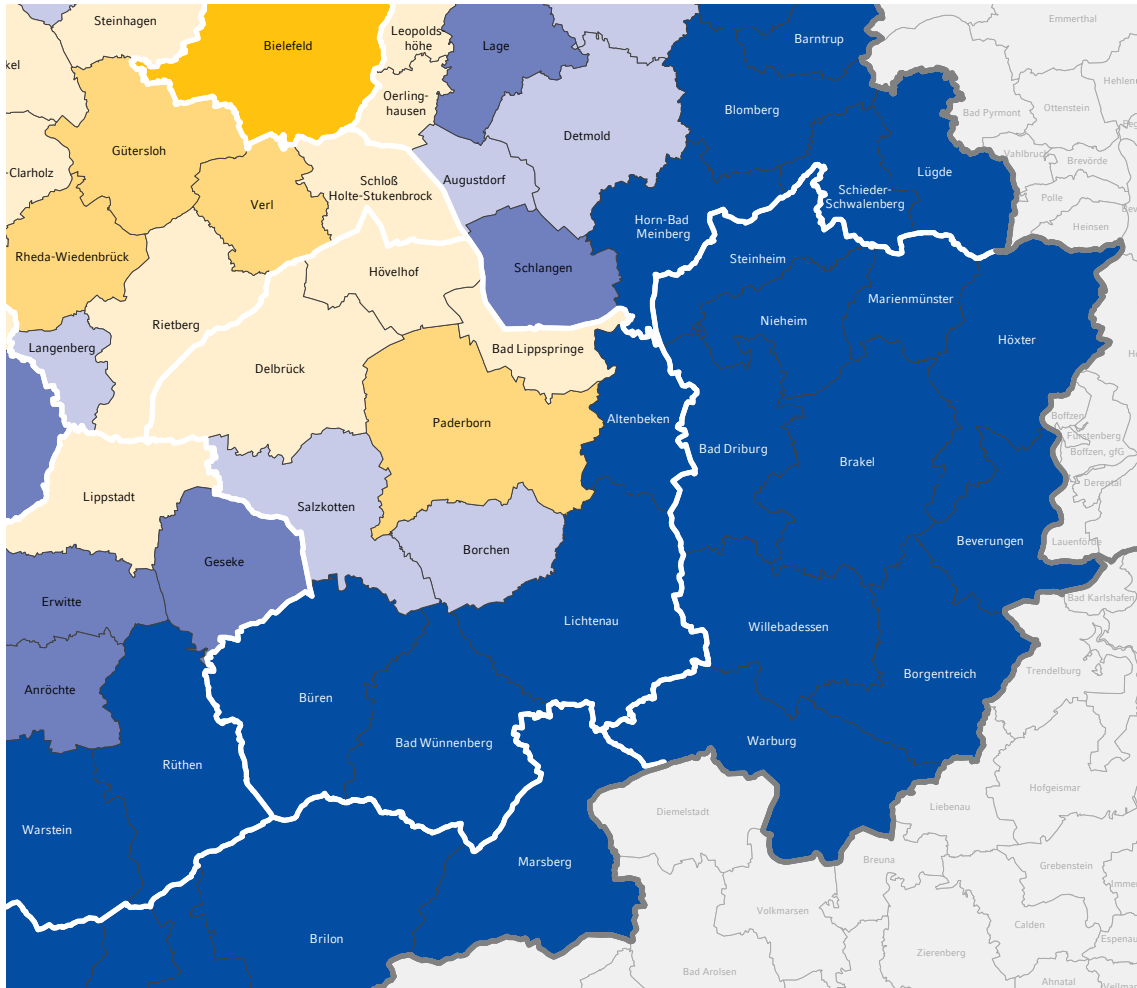 Steinhagen
Bielefeld
Leopolds-
höhe
Lage
Barntrup
Emmerthal
kel
Oerling-
hausen
Blomberg
Bad Pyrmont
Ottenstein
Gütersloh
Detmold
Vahlbruch
Brevörde
-Clarholz
Verl
Schloß
Holte-Stukenbrock
Augustdorf
Lügde
Schieder-
Schwalenberg
Polle
Horn-Bad
Meinberg
Heinsen
Rheda-Wiedenbrück
Hövelhof
Schlangen
Steinheim
Marienmünster
Rietberg
Nieheim
Höxter
Langenberg
Bad Lippspringe
Delbrück
Altenbeken
Boffzen
Paderborn
Fürstenberg
Bad Driburg
Boffzen, gfG
Brakel
Derental
Lippstadt
Salzkotten
Borchen
Beverungen
Lauenförde
Geseke
Erwitte
Bad Karlshafen
Lichtenau
Willebadessen
Trendelburg
Borgentreich
Anröchte
Büren
Bad Wünnenberg
Warburg
Rüthen
Hofgeismar
Diemelstadt
Liebenau
Warstein
Marsberg
Breuna
Grebenstein
Volkmarsen
Calden
Brilon
Zierenberg
Bad Arolsen
Ahnatal